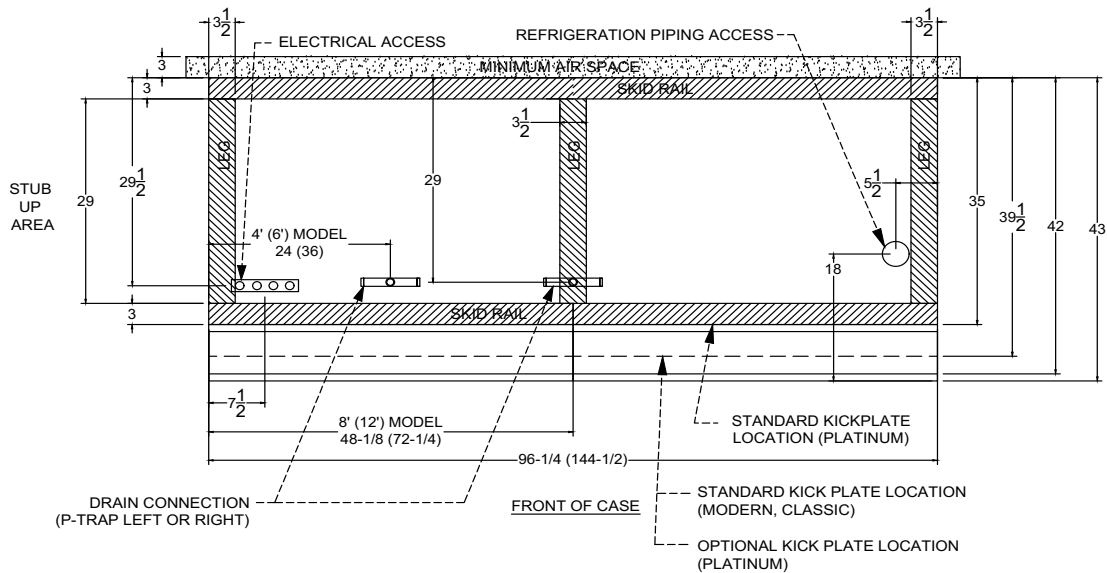 3 1/2
3 1/2
ELECTRICAL ACCESS
REFRIGERATION PIPING ACCESS
3
MINIMUM AIR SPACE
3
SKID RAIL
LEG
3 1/2
LEG
LEG
STUB
UP
AREA
29
29 1/2
29
5 1/2
35
39 1/2
42
43
4' (6') MODEL
24 (36)
18
3
SKID RAIL
7 1/2
8' (12') MODEL
48-1/8 (72-1/4)
STANDARD KICKPLATE
LOCATION (PLATINUM)
96-1/4 (144-1/2)
DRAIN CONNECTION
(P-TRAP LEFT OR RIGHT)
FRONT OF CASE
STANDARD KICK PLATE LOCATION
(MODERN, CLASSIC)
OPTIONAL KICK PLATE LOCATION
(PLATINUM)